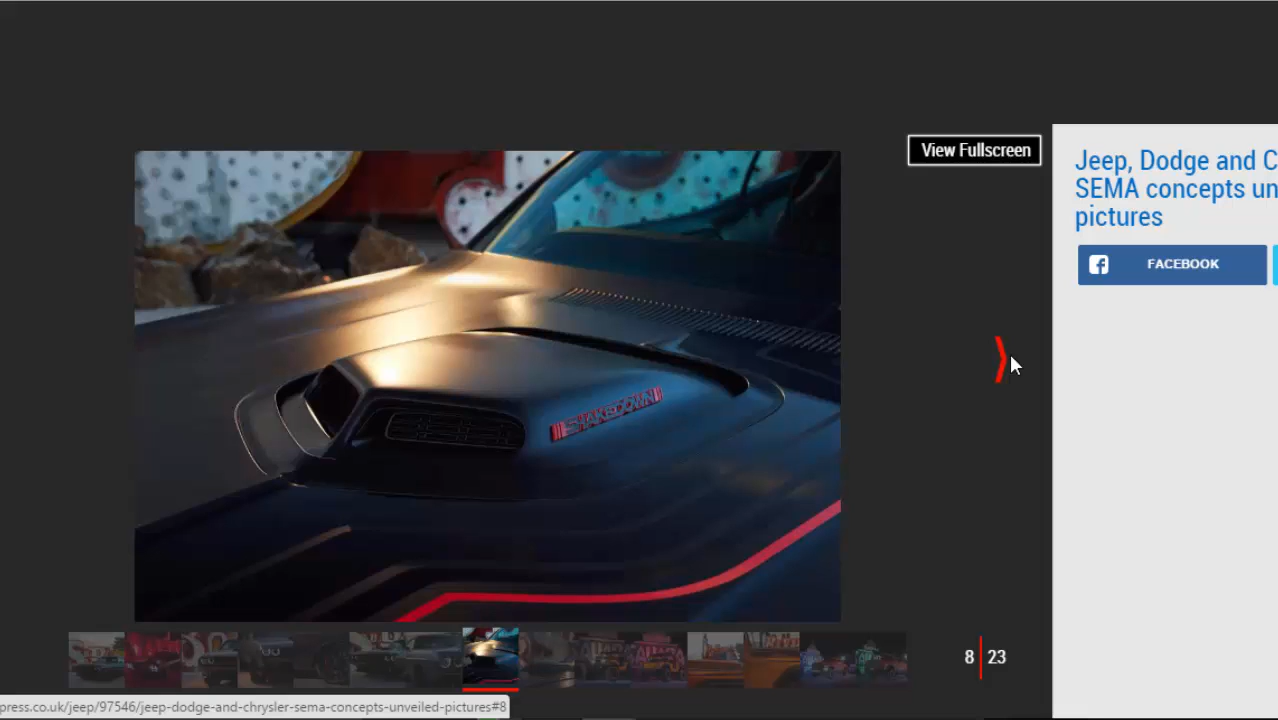 View Fullscreen
Jeep, Dodge and C
SEMA concepts un
pictures
FACEBOOK
SHAKEDOWN
8 23
press.co.uk/jeep/97546/jeep-dodge-and-chrysler-sema-concepts-unveiled-pictures#8